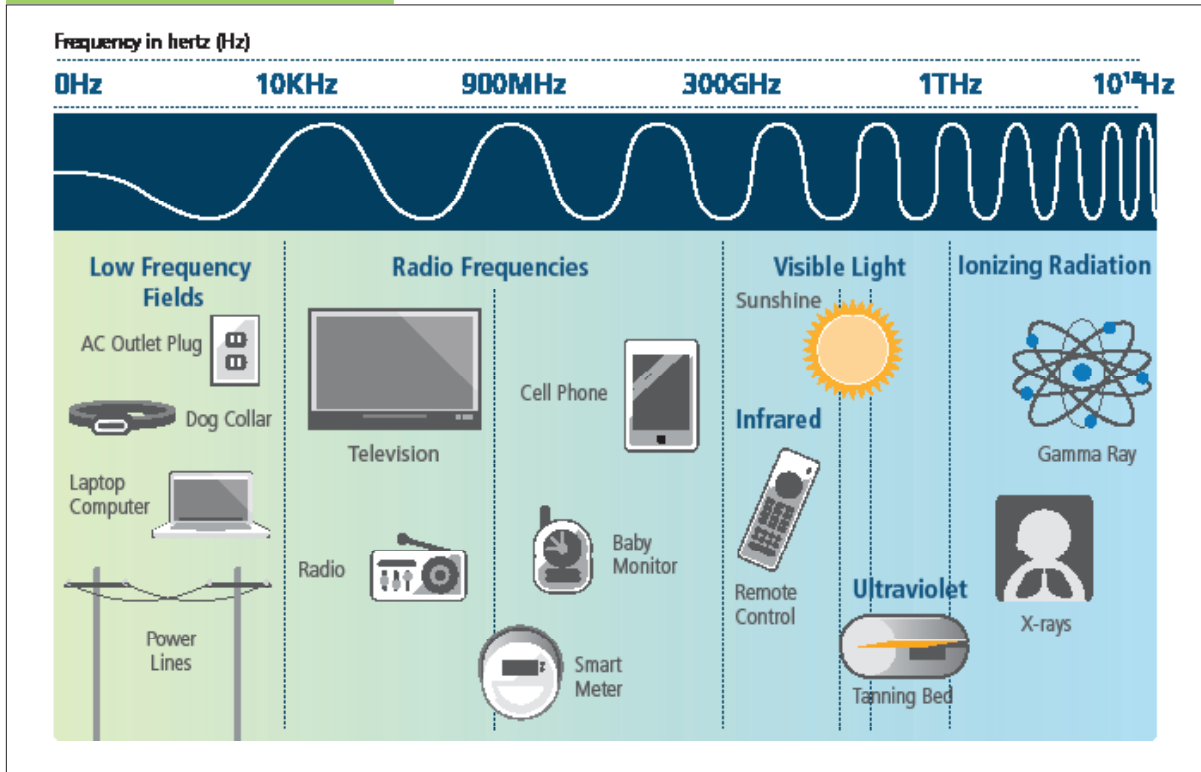 Frequency in hertz (Hz)
0Hz 10KHz 900MHz 300GHz 1THz 10¹⁸Hz
Low Frequency
Fields
AC Outlet Plug
Dog Collar
Laptop
Computer
Power
Lines
Radio Frequencies
Television
Cell Phone
Radio
Baby
Monitor
Smart
Meter
Visible Light
Sunshine
Infrared
Remote
Control
Ultraviolet
Tanning Bed
Ionizing Radiation
Gamma Ray
X-rays